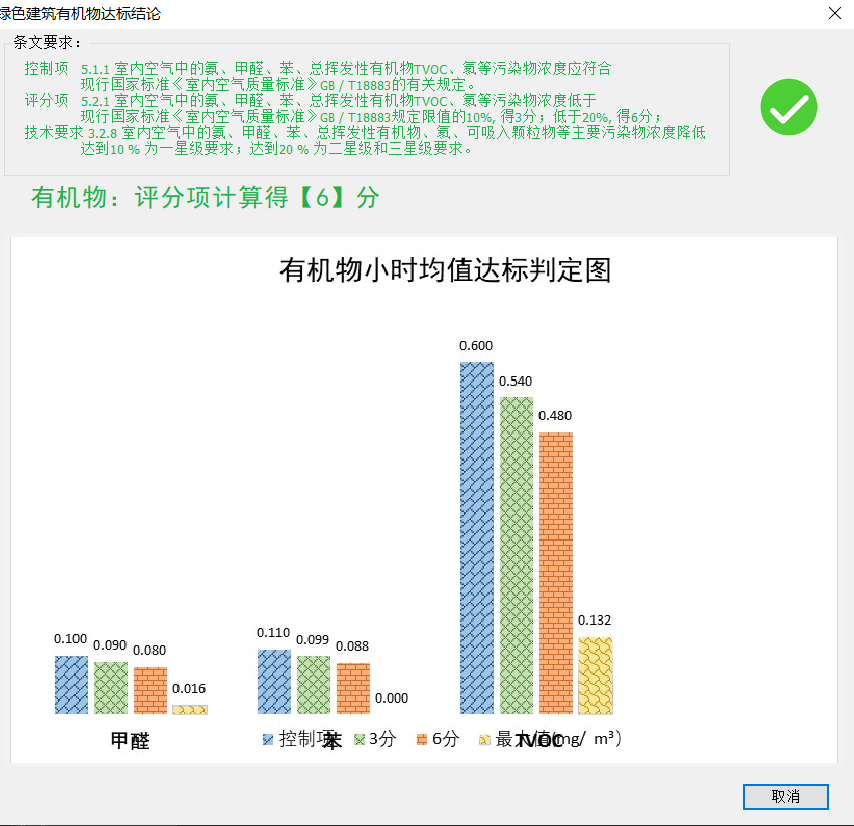 绿色建筑有机物达标结论
条文要求：
控制项 5.1.1 室内空气中的氨、甲醛、苯、总挥发性有机物TVOC、氡等污染物浓度应符合
现行国家标准《室内空气质量标准》GB / T18883的有关规定。
评分项 5.2.1 室内空气中的氨、甲醛、苯、总挥发性有机物TVOC、氡等污染物浓度低于
现行国家标准《室内空气质量标准》GB / T18883规定限值的10%, 得3分；低于20%, 得6分；
技术要求 3.2.8 室内空气中的氨、甲醛、苯、总挥发性有机物、氡、可吸入颗粒物等主要污染物浓度降低
达到10 % 为一星级要求；达到20 % 为二星级和三星级要求。
有机物：评分项计算得【6】分
有机物小时均值达标判定图
0.600
0.540
0.480
0.132
0.100
0.090
0.080
0.016
0.110
0.099
0.088
0.000
甲醛
苯
TVOC
控制项
3分
6分
最大值(mg/ m³)
取消